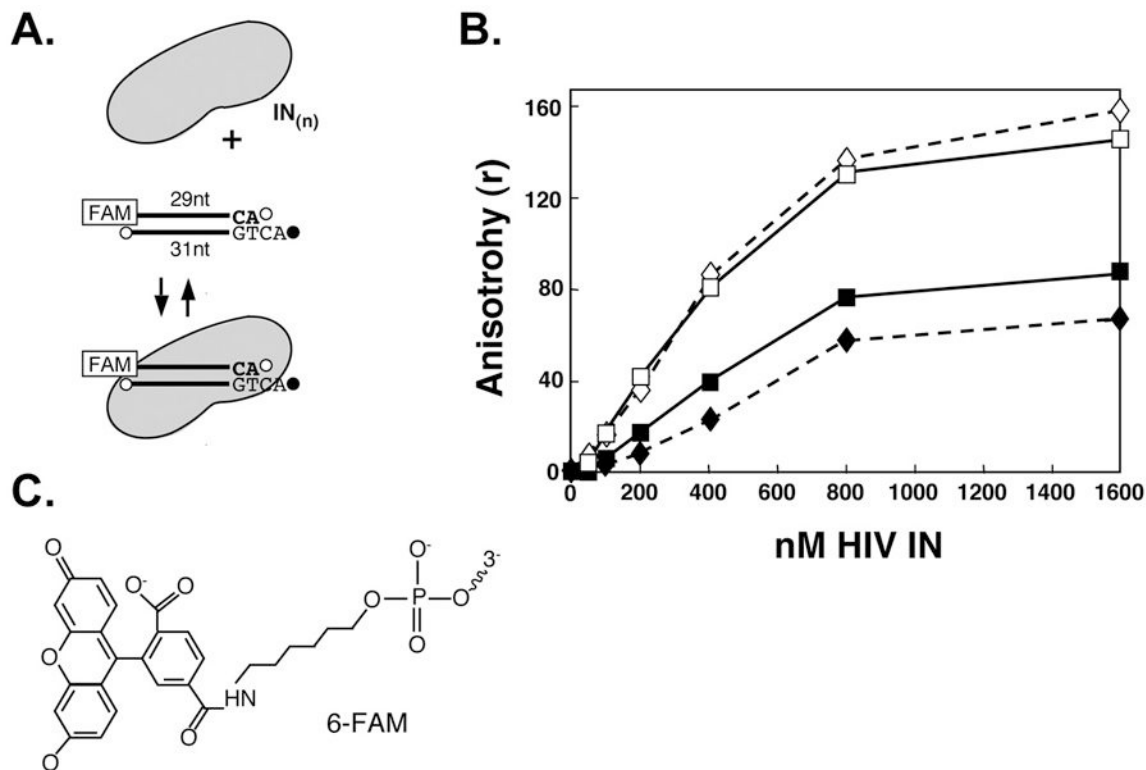 A.
IN(n)
+
29nt
FAM
CA
GTCA
31nt
FAM
CA
GTCA
B.
Anisotrohy (r)
160
120
80
40
0
0 200 400 600 800 1000 1200 1400 1600
nM HIV IN
C.
O
O-
O
O
O
O
HN
O
O-
P
O
O
3-
6-FAM